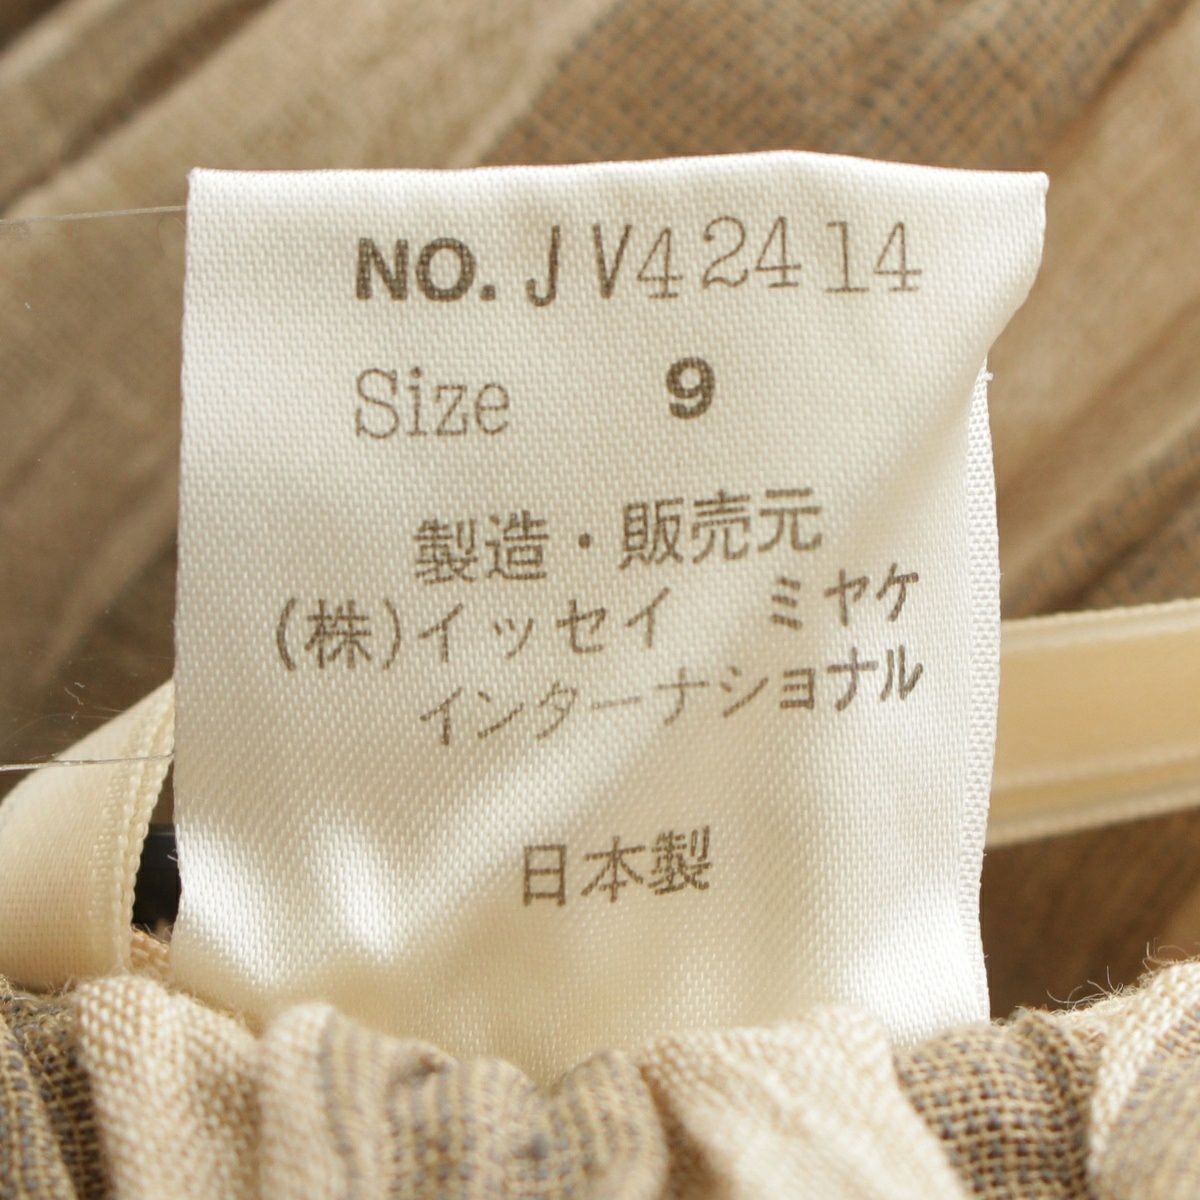 NO. JV42414
Size 9
製造・販売元
(株)イッセイ ミヤケ
インターナショナル
日本製